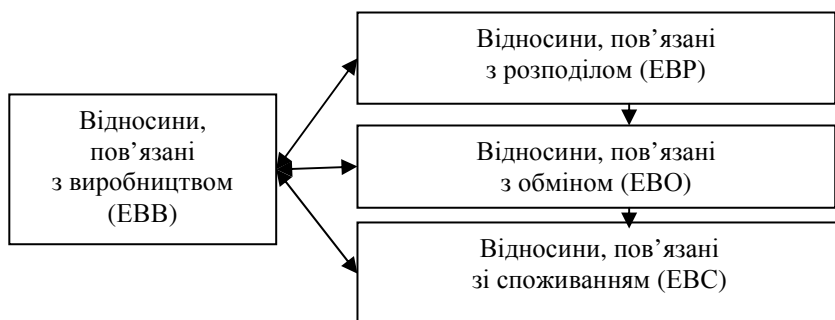 Відносини, пов’язані
з розподілом (ЕВР)
Відносини,
пов’язані
з виробництвом
(ЕВВ)
Відносини, пов’язані
з обміном (ЕВО)
Відносини, пов’язані
зі споживанням (ЕВС)